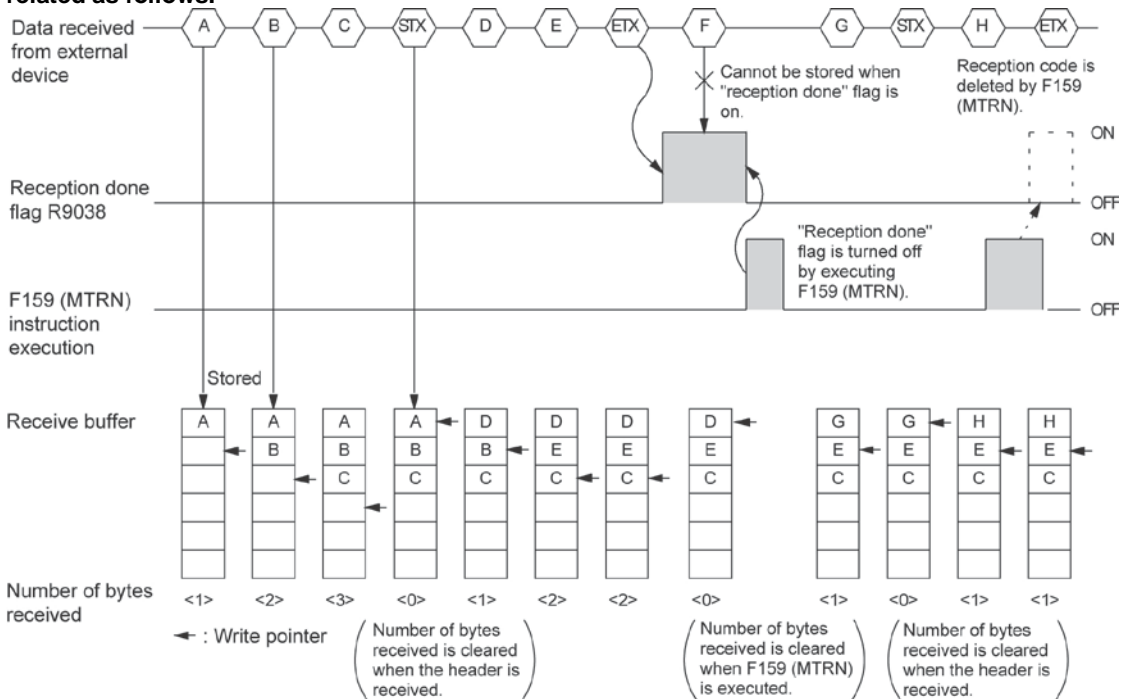 related as follows.
Data received
from external
device
A B C STX D E ETX F G STX H ETX
Cannot be stored when
"reception done" flag is
on.
Reception code is
deleted by F159
(MTRN).
ON
Reception done
flag R9038
OFF
"Reception done"
flag is turned off
by executing
F159 (MTRN).
ON
F159 (MTRN)
instruction
execution
OFF
Stored
Receive buffer
A A A A D D D D G G H H
B B B B E E E E E E E
C C C C C C C C C C
Number of bytes
received
<1> <2> <3> <0> <1> <2> <2> <0> <1> <0> <1> <1>
: Write pointer
Number of bytes
received is cleared
when the header is
received.
Number of bytes
received is cleared
when F159 (MTRN)
is executed.
Number of bytes
received is cleared
when the header is
received.